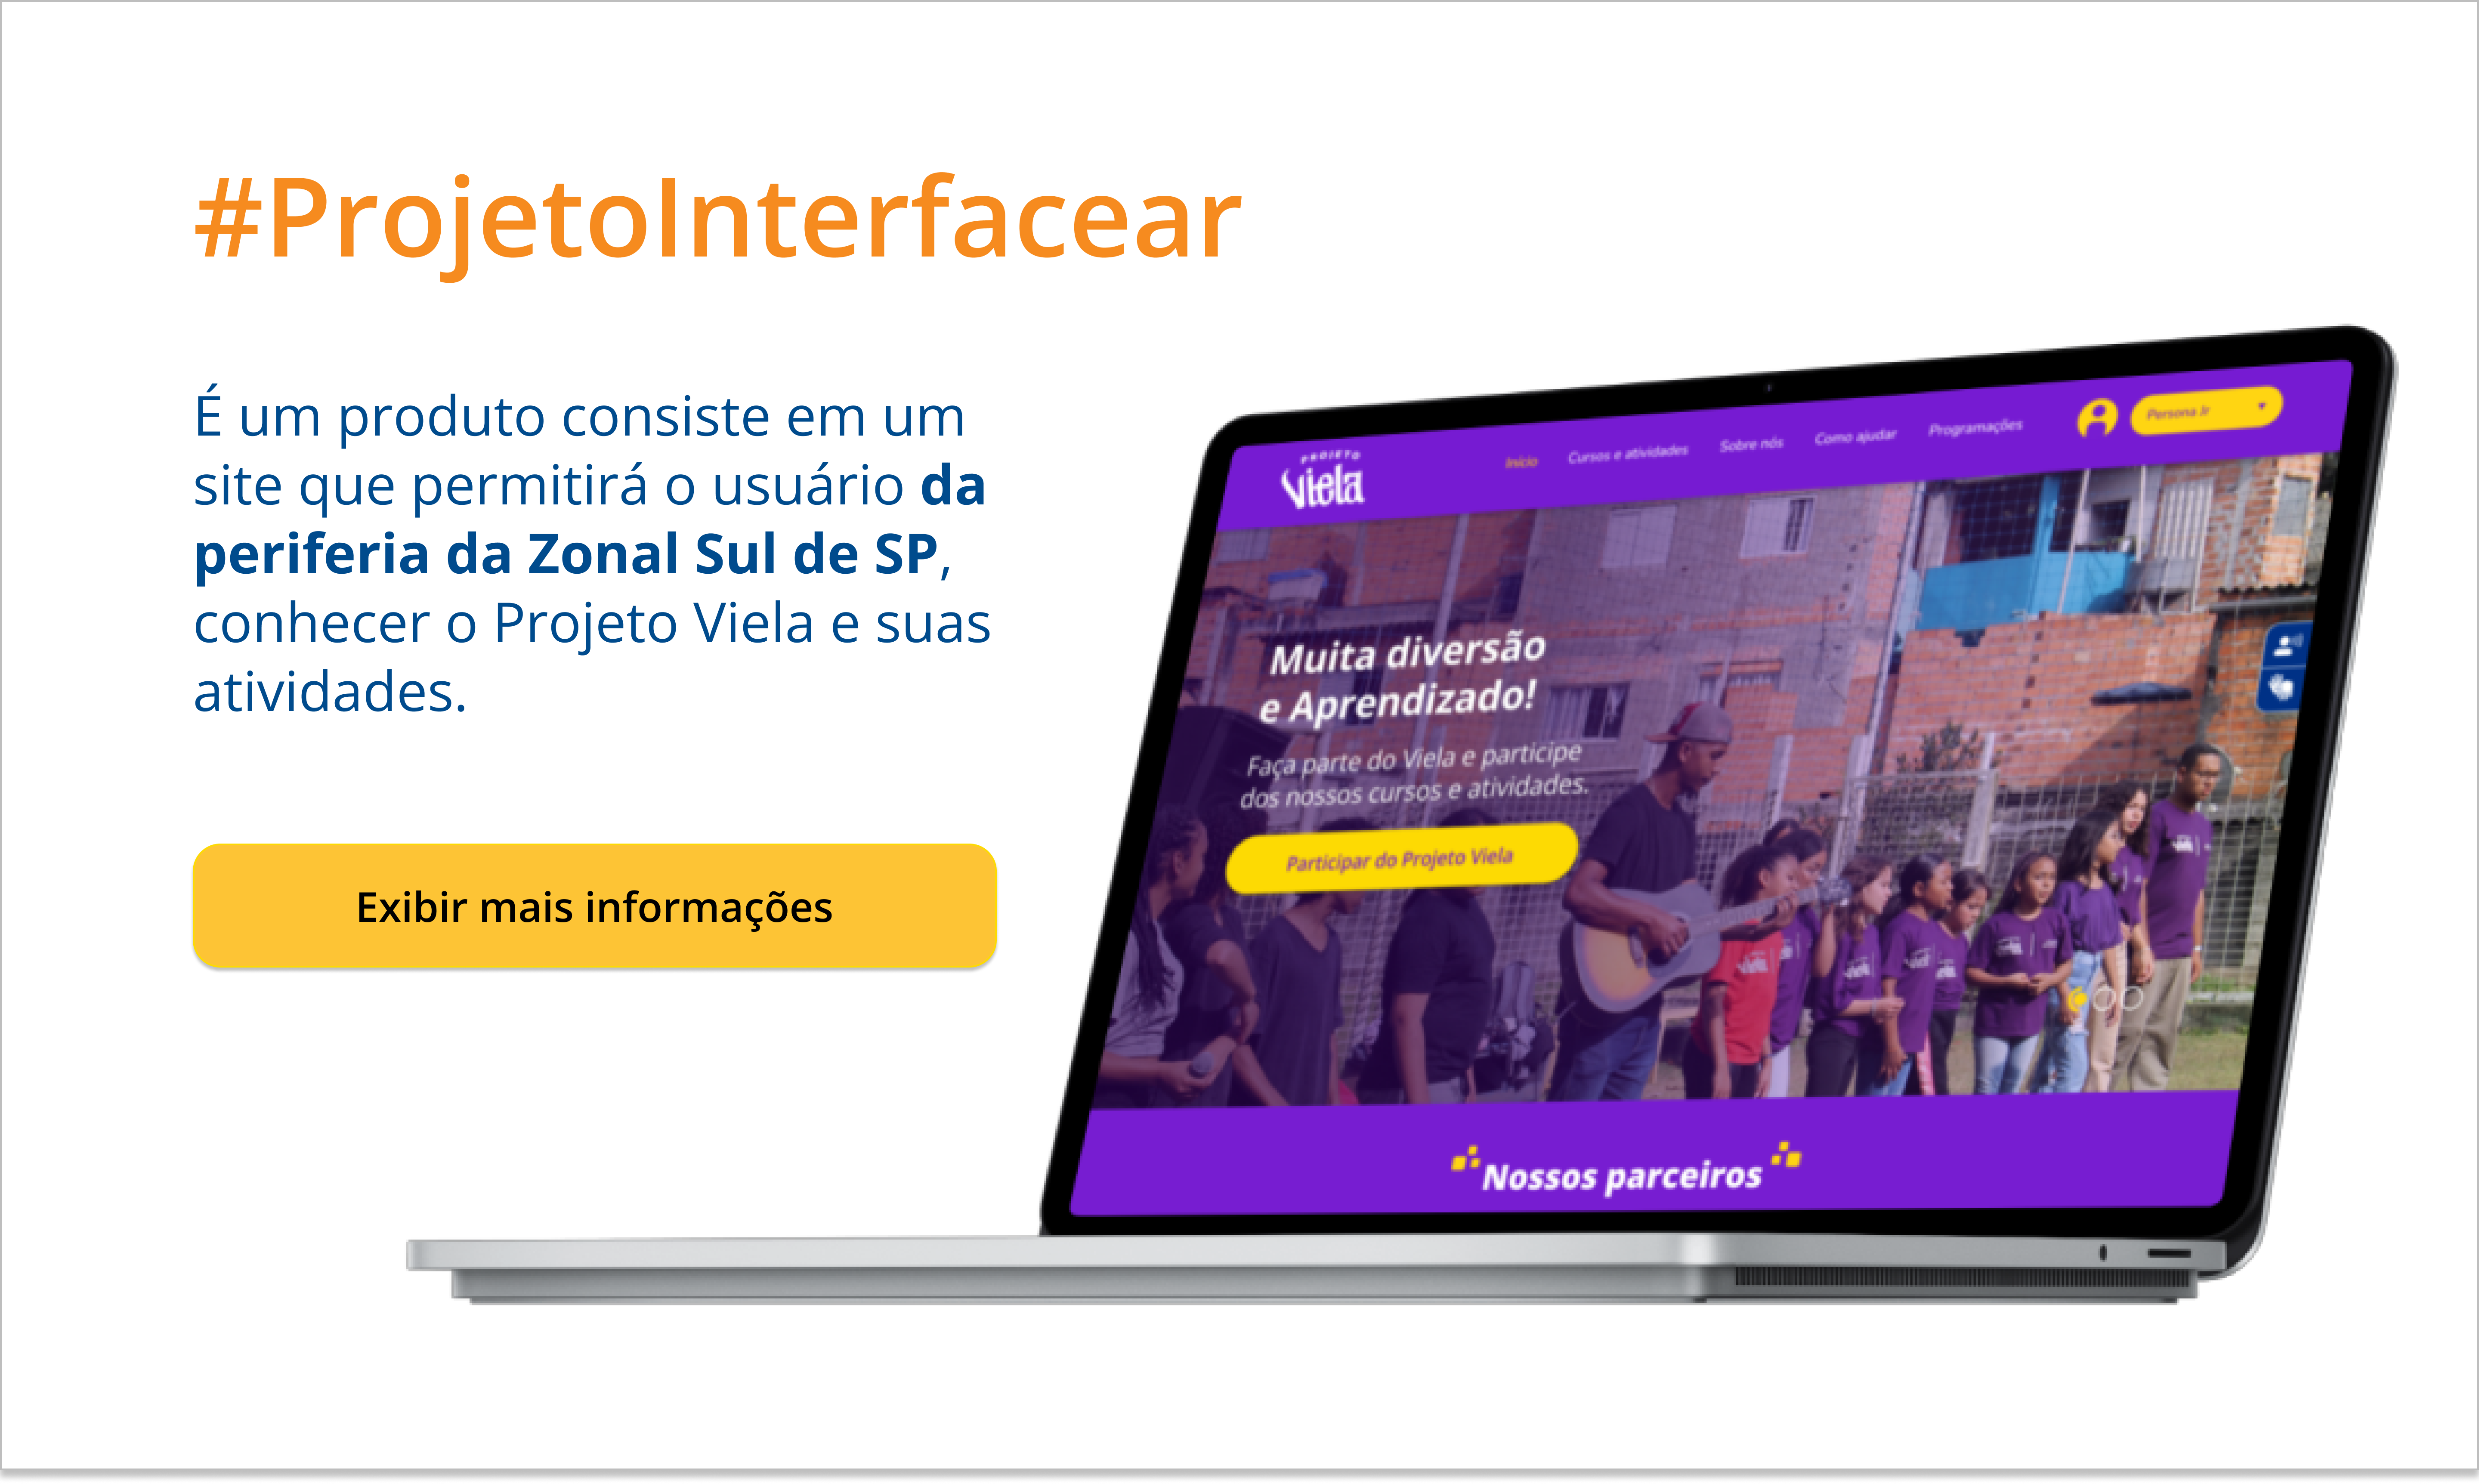 #ProjetoInterfacear
É um produto consiste em um
site que permitirá o usuário da
periferia da Zonal Sul de SP,
conhecer o Projeto Viela e suas
atividades.
Exibir mais informações
PROJETO
Viela
Início
Cursos e atividades
Sobre nós
Como ajudar
Programações
Persona Jr
Muita diversão
e Aprendizado!
Faça parte do Viela e participe
dos nossos cursos e atividades.
Participar do Projeto Viela
Nossos parceiros